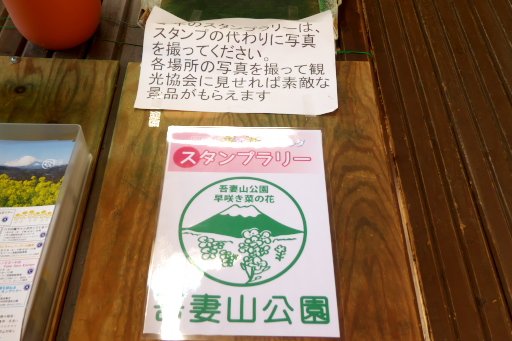 のスタンプラリーは、
スタンプの代わりに写真
を撮ってください。
各場所の写真を撮って観
光協会に見せれば素敵な
景品がもらえます
スタンプラリー
吾妻山公園
早咲き菜の花
吾妻山公園